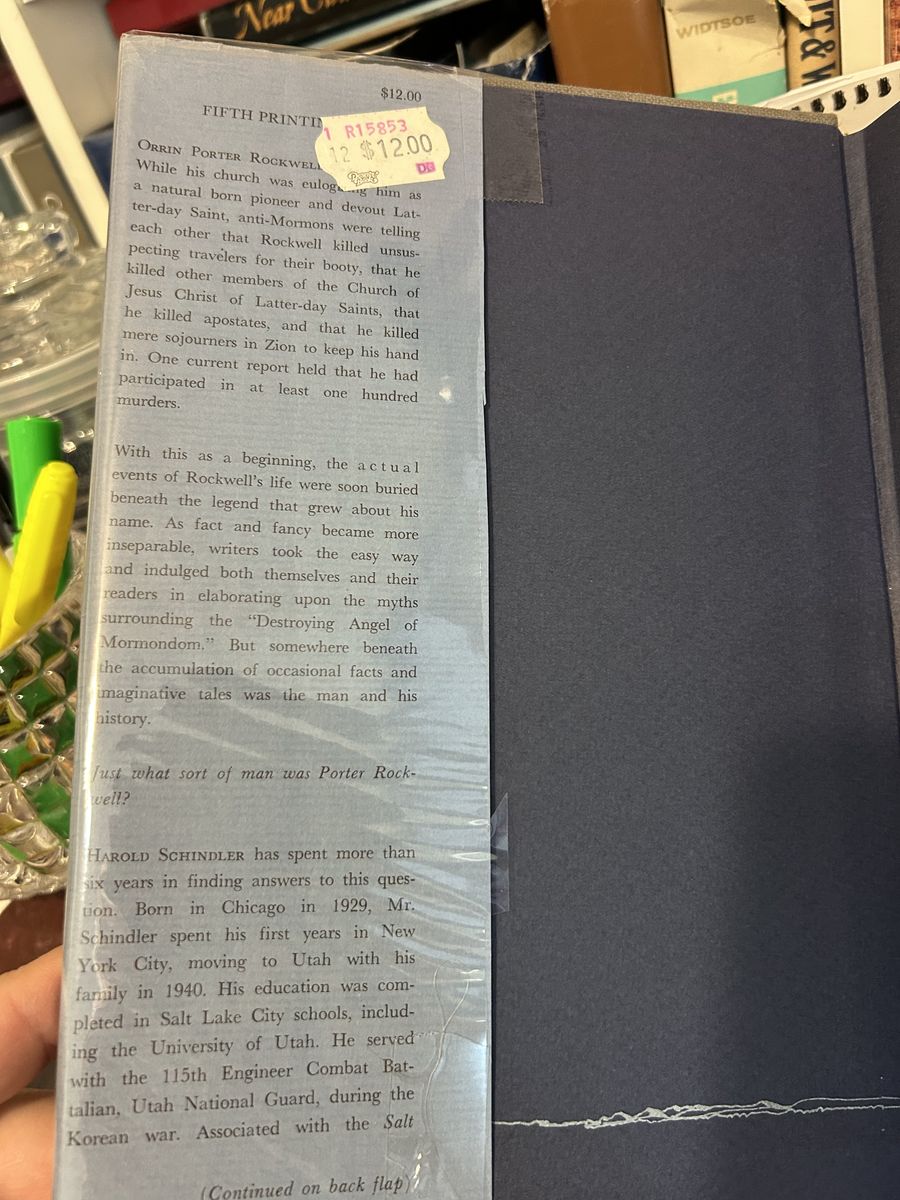 Near
WIDTSOE
$12.00
FIFTH PRINTIN
1 R15853
12 $12.00
DC
ORRIN PORTER ROCKWELL
While his church was eulogizing him as
a natural born pioneer and devout Lat-
ter-day Saint, anti-Mormons were telling
each other that Rockwell killed unsus-
pecting travelers for their booty, that he
killed other members of the Church of
Jesus Christ of Latter-day Saints, that
he killed apostates, and that he killed
mere sojourners in Zion to keep his hand
in. One current report held that he had
participated in at least one hundred
murders.
With this as a beginning, the actual
events of Rockwell's life were soon buried
beneath the legend that grew about his
name. As fact and fancy became more
inseparable, writers took the easy way
and indulged both themselves and their
readers in elaborating upon the myths
surrounding the “Destroying Angel of
Mormondom.” But somewhere beneath
the accumulation of occasional facts and
imaginative tales was the man and his
history.
Just what sort of man was Porter Rock-
well?
HAROLD SCHINDLER has spent more than
six years in finding answers to this ques-
tion. Born in Chicago in 1929, Mr.
Schindler spent his first years in New
York City, moving to Utah with his
family in 1940. His education was com-
pleted in Salt Lake City schools, includ-
ing the University of Utah. He served
with the 115th Engineer Combat Bat-
talian, Utah National Guard, during the
Korean war. Associated with the Salt
(Continued on back flap)